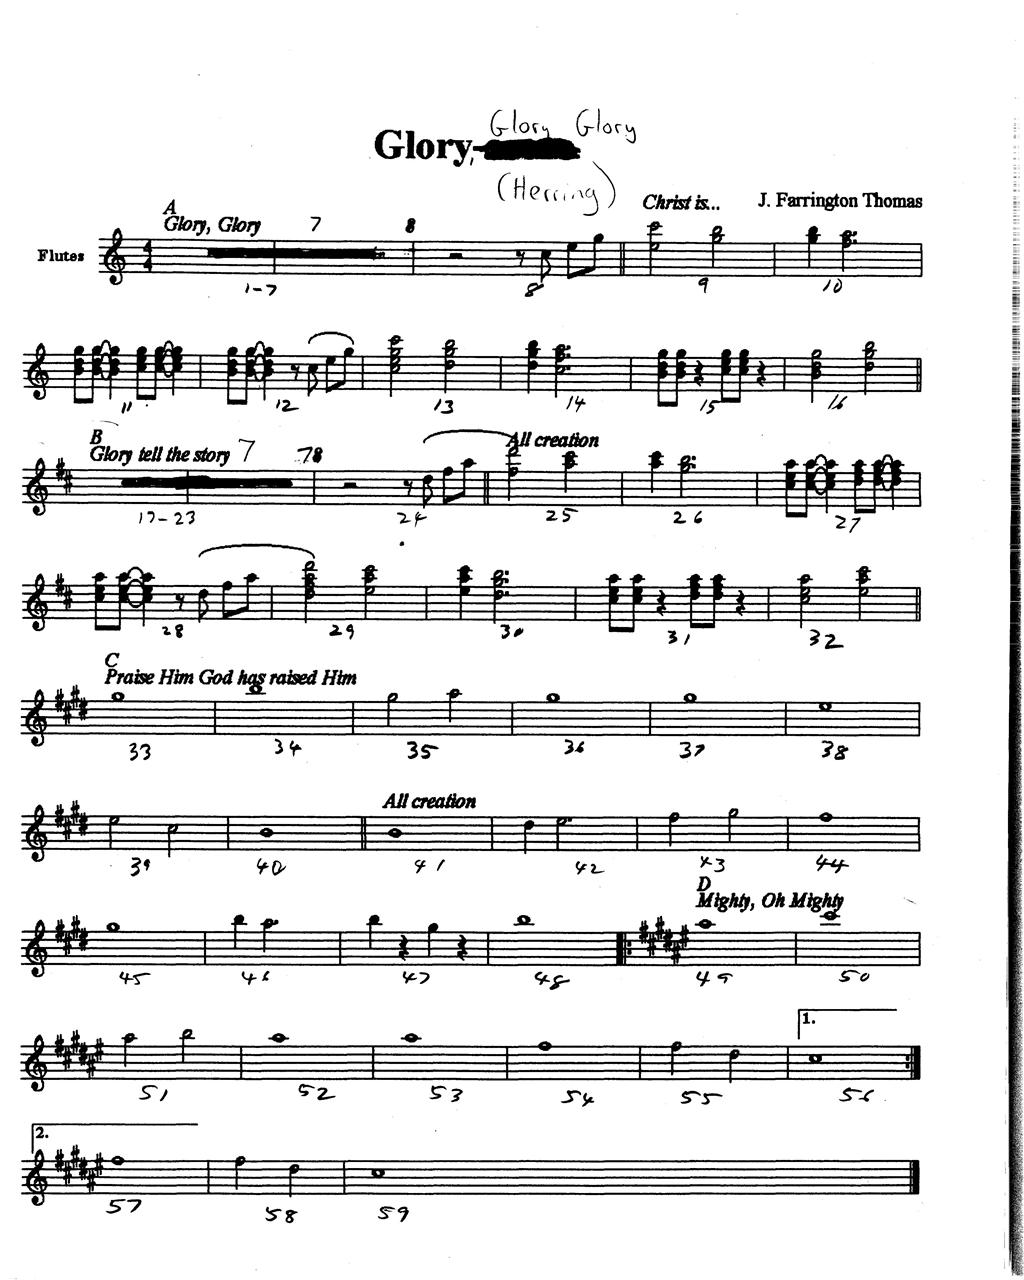 Glory Glory
Glory,
(Herring)
A
Glory, Glory 7 8 Christ is... J. Farrington Thomas
Flutes
4
4
1-7 8 9 10
11 12 13 14 15 16
B
Glory tell the story 7 78 All creation
17-23 24 25 26 27
28 29 30 31 32
C
Praise Him God has raised Him
33 34 35 36 37 38
All creation
39 40 41 42 43 44
D
Mighty, Oh Mighty
45 46 47 48 49 50
1.
51 52 53 54 55 56
2.
57 58 59